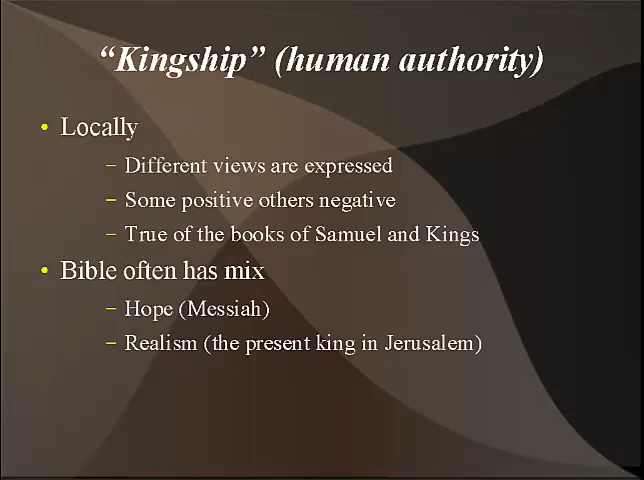 “Kingship” (human authority)
• Locally
– Different views are expressed
– Some positive others negative
– True of the books of Samuel and Kings
• Bible often has mix
– Hope (Messiah)
– Realism (the present king in Jerusalem)